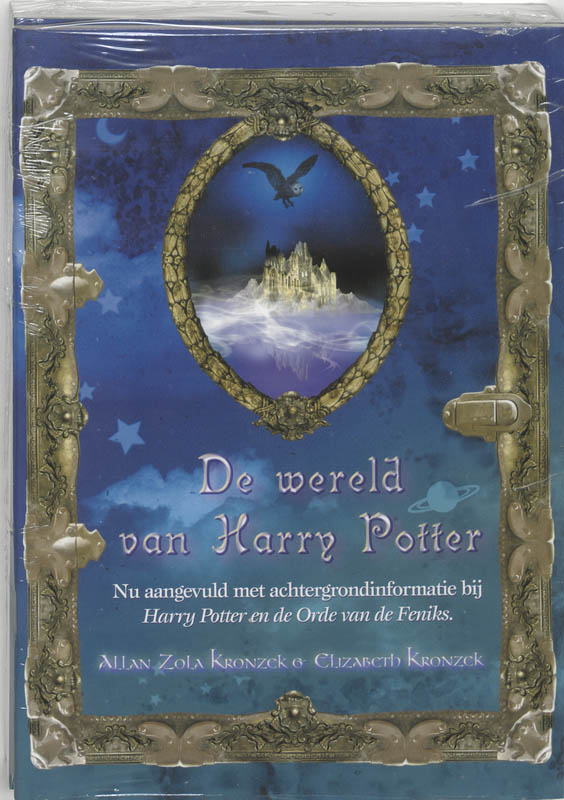 De wereld
van Harry Potter
Nu aangevuld met achtergrondinformatie bij
Harry Potter en de Orde van de Feniks.
Allan Zola Kronzek & Elizabeth Kronzek